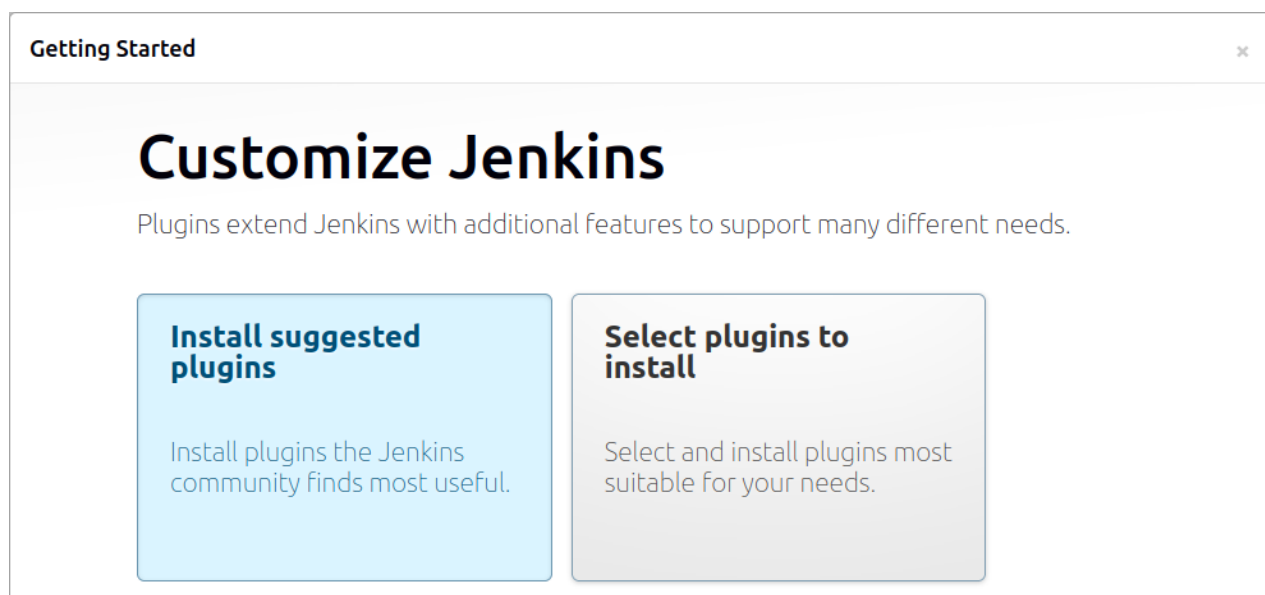 Getting Started
×
Customize Jenkins
Plugins extend Jenkins with additional features to support many different needs.
Install suggested
plugins
Install plugins the Jenkins
community finds most useful.
Select plugins to
install
Select and install plugins most
suitable for your needs.